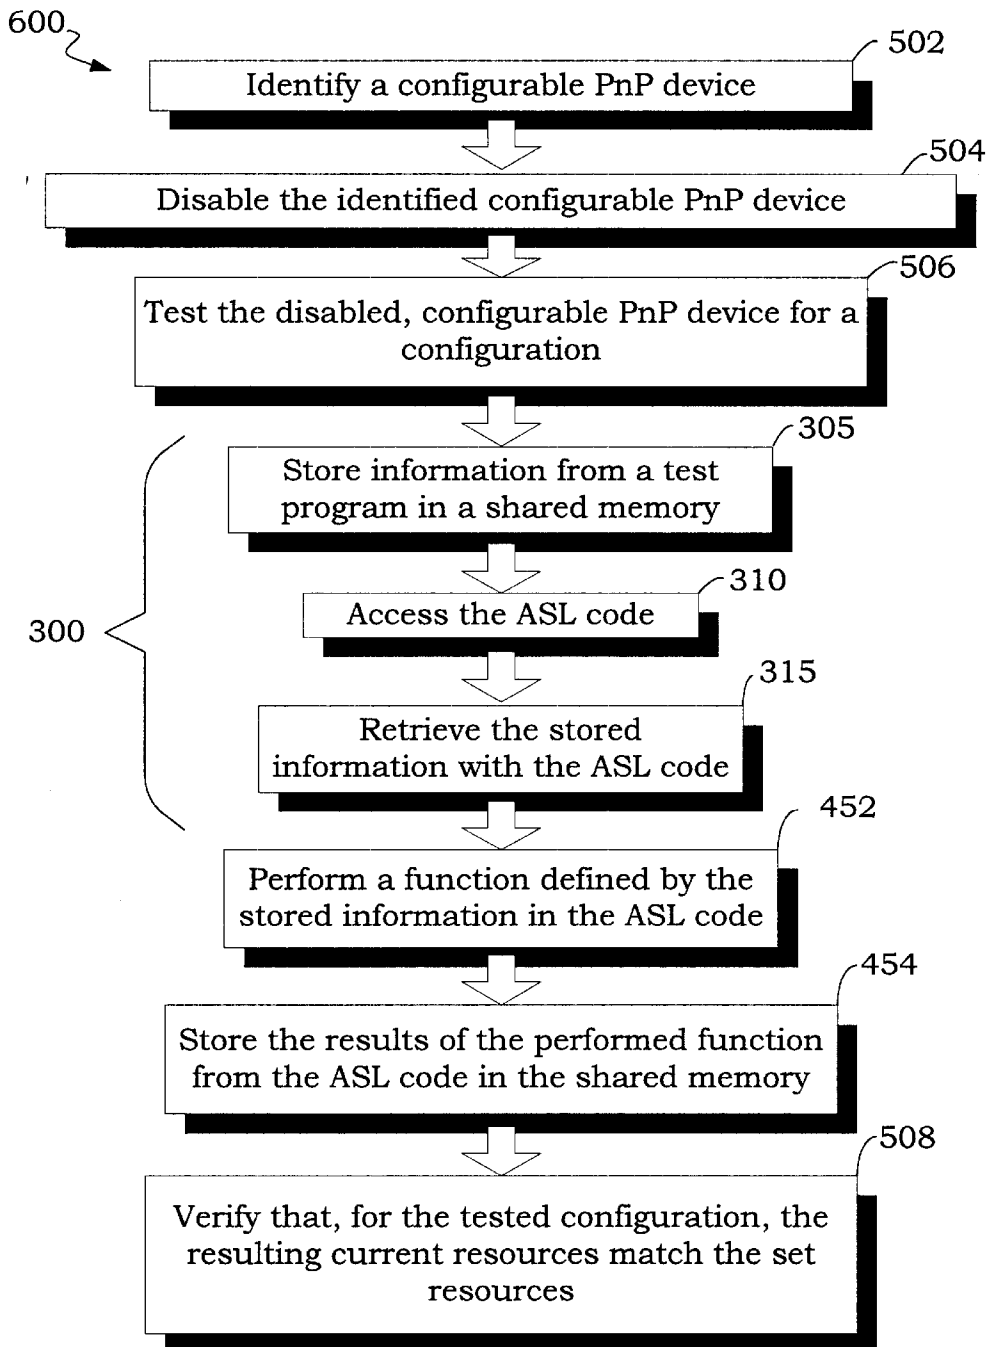 600
502
Identify a configurable PnP device
504
Disable the identified configurable PnP device
506
Test the disabled, configurable PnP device for a
configuration
305
Store information from a test
program in a shared memory
310
Access the ASL code
300
315
Retrieve the stored
information with the ASL code
452
Perform a function defined by the
stored information in the ASL code
454
Store the results of the performed function
from the ASL code in the shared memory
508
Verify that, for the tested configuration, the
resulting current resources match the set
resources